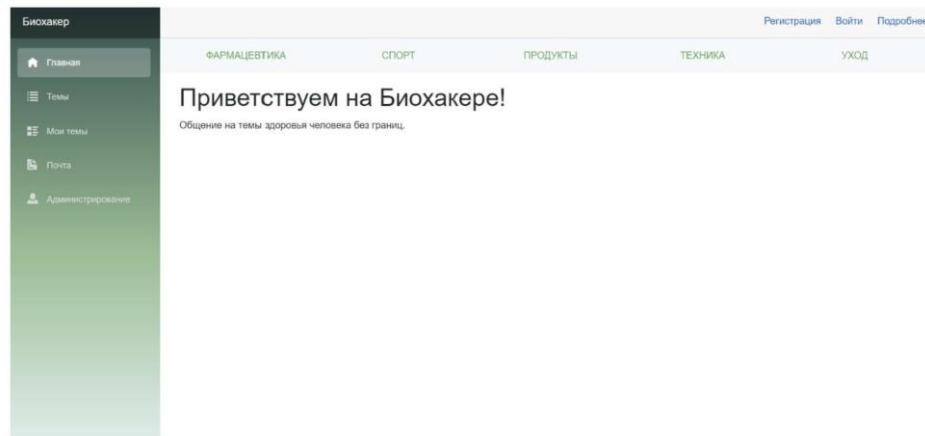 Биохакер
Регистрация Войти Подробнее
Главная
Темы
Мои темы
Почта
Администрирование
ФАРМАЦЕВТИКА СПОРТ ПРОДУКТЫ ТЕХНИКА УХОД
Приветствуем на Биохакере!
Общение на темы здоровья человека без границ.